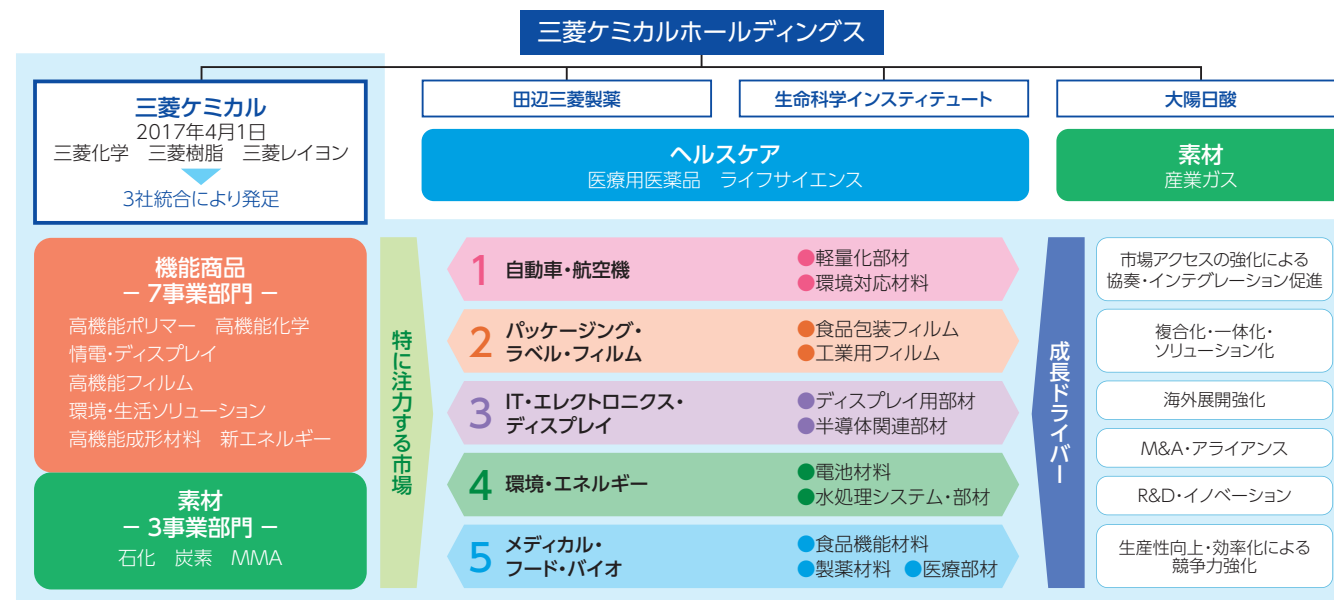 三菱ケミカルホールディングス
三菱ケミカル
2017年4月1日
三菱化学 三菱樹脂 三菱レイヨン
3社統合により発足
田辺三菱製薬
生命科学インスティテュート
大陽日酸
ヘルスケア
医療用医薬品 ライフサイエンス
素材
産業ガス
機能商品
− 7事業部門 −
高機能ポリマー 高機能化学
情電・ディスプレイ
高機能フィルム
環境・生活ソリューション
高機能成形材料 新エネルギー
素材
− 3事業部門 −
石化 炭素 MMA
特に注力する市場
1 自動車・航空機
●軽量化部材
●環境対応材料
2 パッケージング・
ラベル・フィルム
●食品包装フィルム
●工業用フィルム
3 IT・エレクトロニクス・
ディスプレイ
●ディスプレイ用部材
●半導体関連部材
4 環境・エネルギー
●電池材料
●水処理システム・部材
5 メディカル・
フード・バイオ
●食品機能材料
●製薬材料 ●医療部材
成長ドライバー
市場アクセスの強化による
協奏・インテグレーション促進
複合化・一体化・
ソリューション化
海外展開強化
M&A・アライアンス
R&D・イノベーション
生産性向上・効率化による
競争力強化